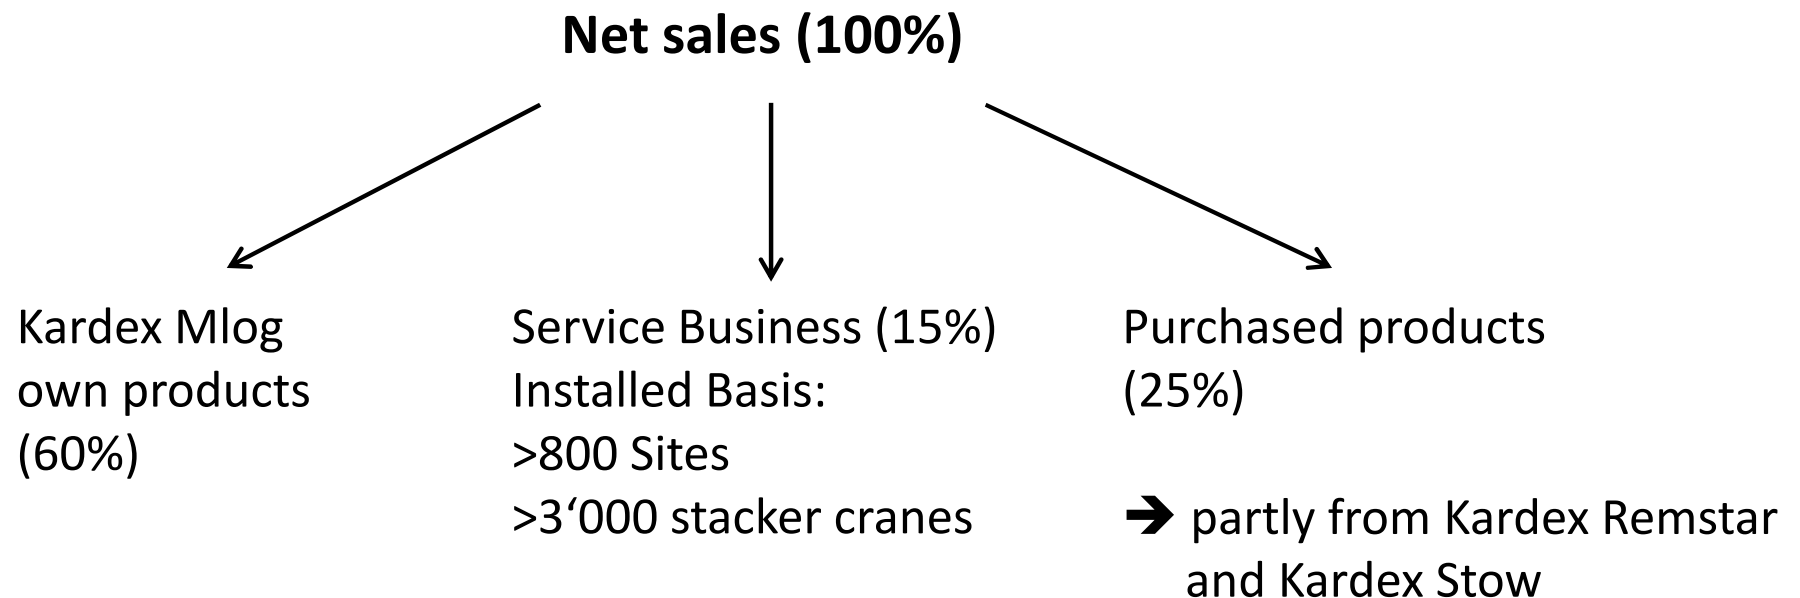 Net sales (100%)
Kardex Mlog
own products
(60%)
Service Business (15%)
Installed Basis:
>800 Sites
>3‘000 stacker cranes
Purchased products
(25%)
➔ partly from Kardex Remstar
and Kardex Stow